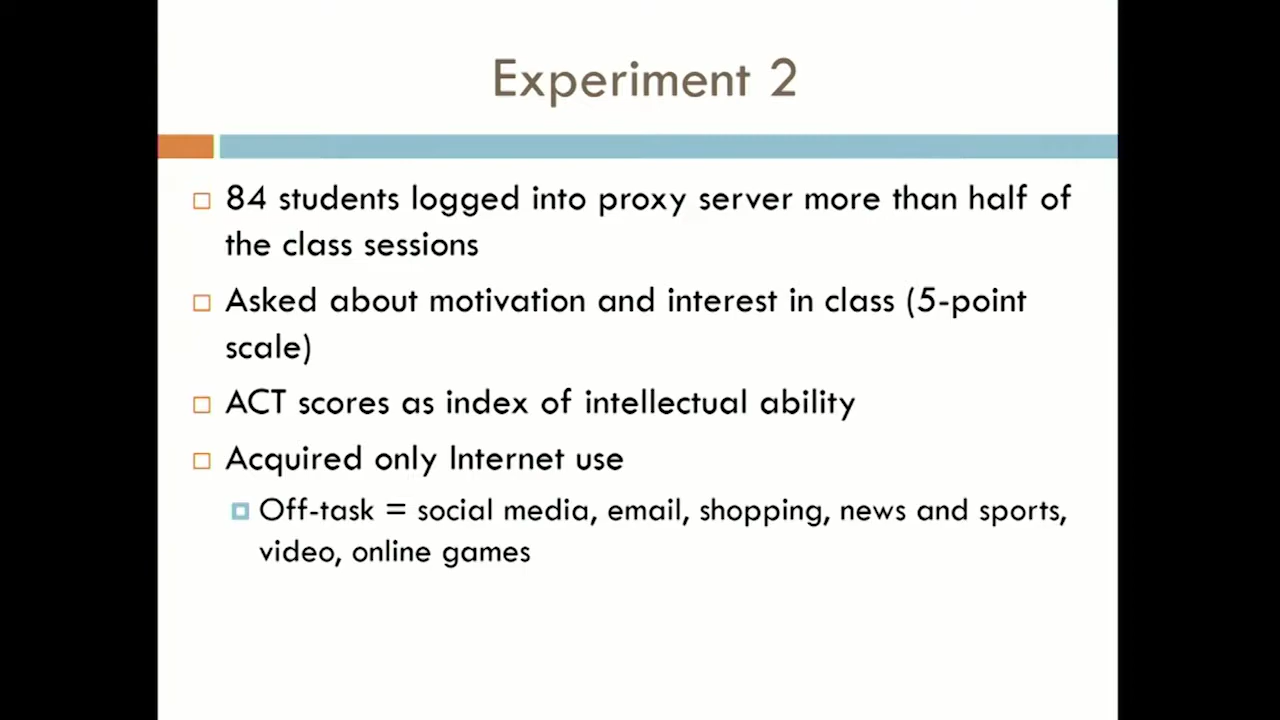 Experiment 2
84 students logged into proxy server more than half of
the class sessions
Asked about motivation and interest in class (5-point
scale)
ACT scores as index of intellectual ability
Acquired only Internet use
Off-task = social media, email, shopping, news and sports,
video, online games